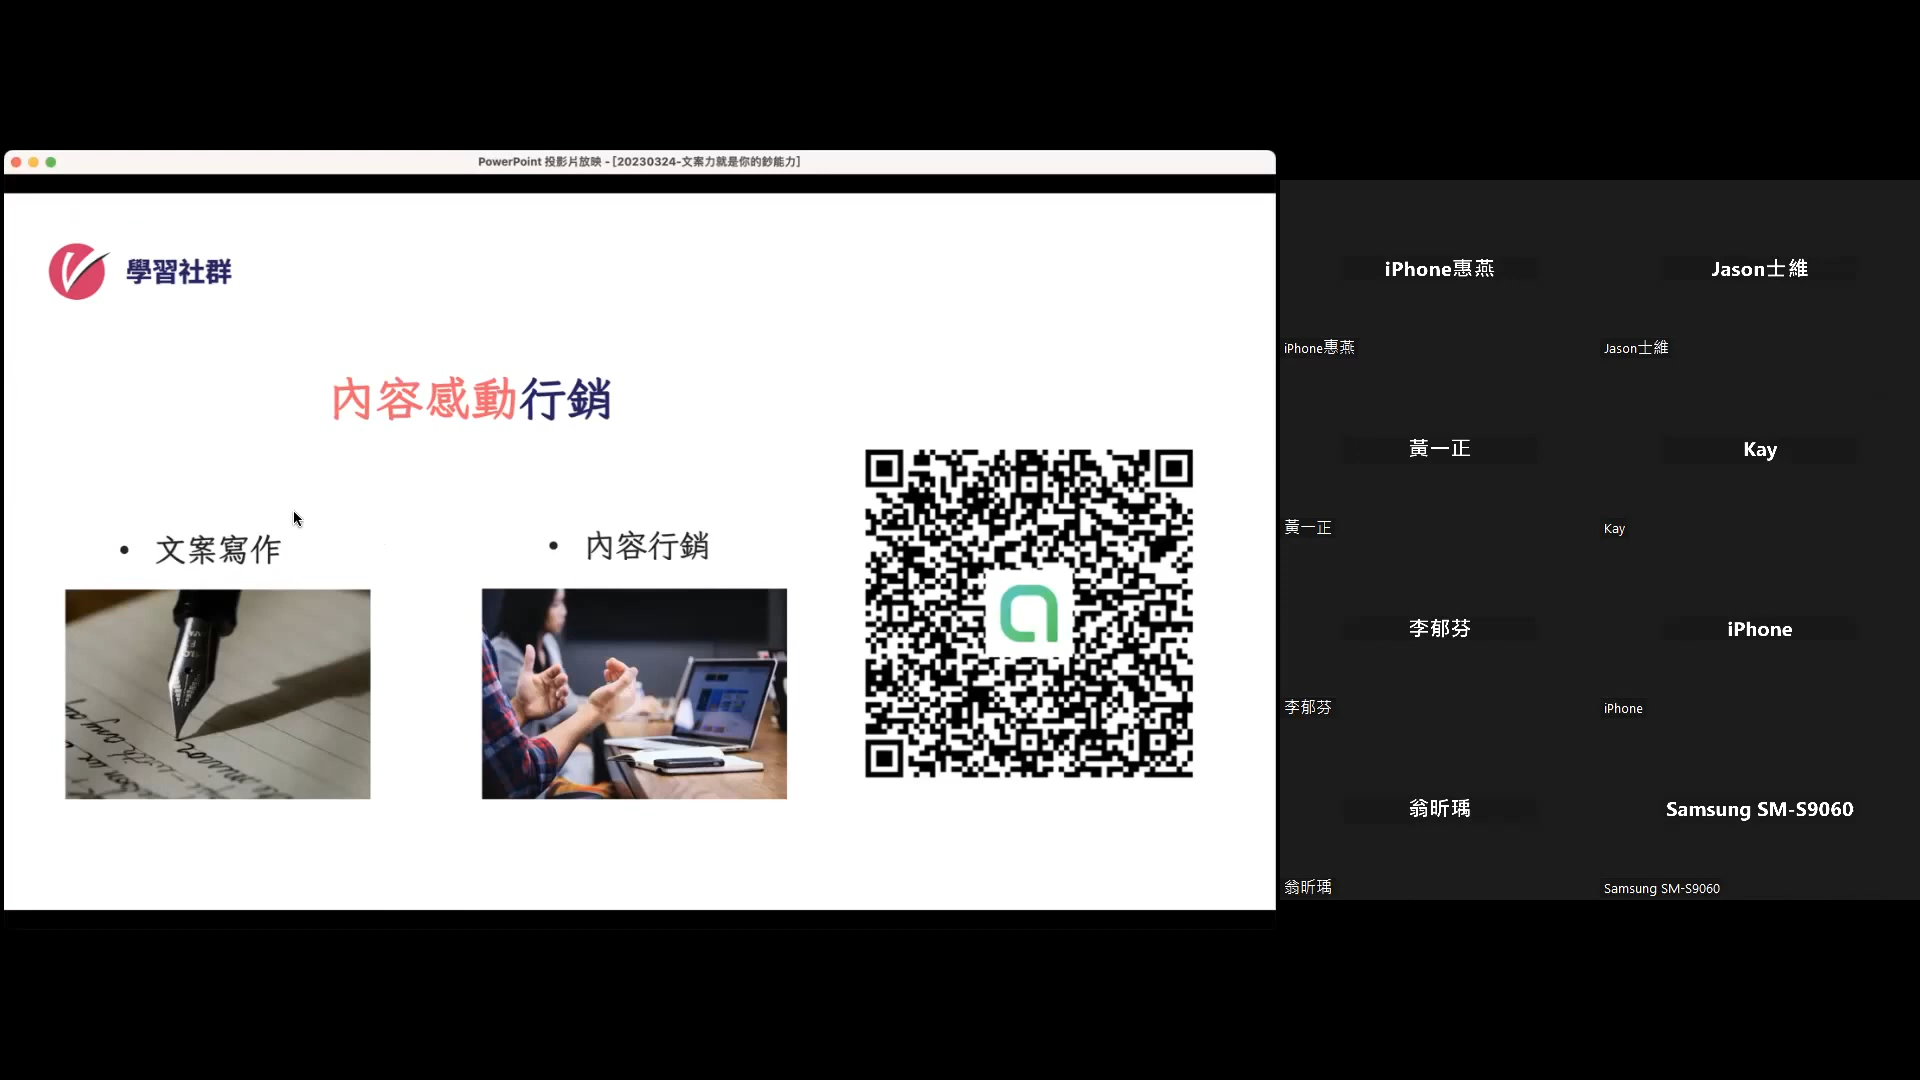 PowerPoint 投影片放映 - [20230324-文案力就是你的鈔能力]
學習社群
內容感動行銷
• 文案寫作
• 內容行銷
iPhone惠燕
iPhone惠燕
Jason士維
Jason士維
黃一正
黃一正
Kay
Kay
李郁芬
李郁芬
iPhone
iPhone
翁昕瑀
翁昕瑀
Samsung SM-S9060
Samsung SM-S9060